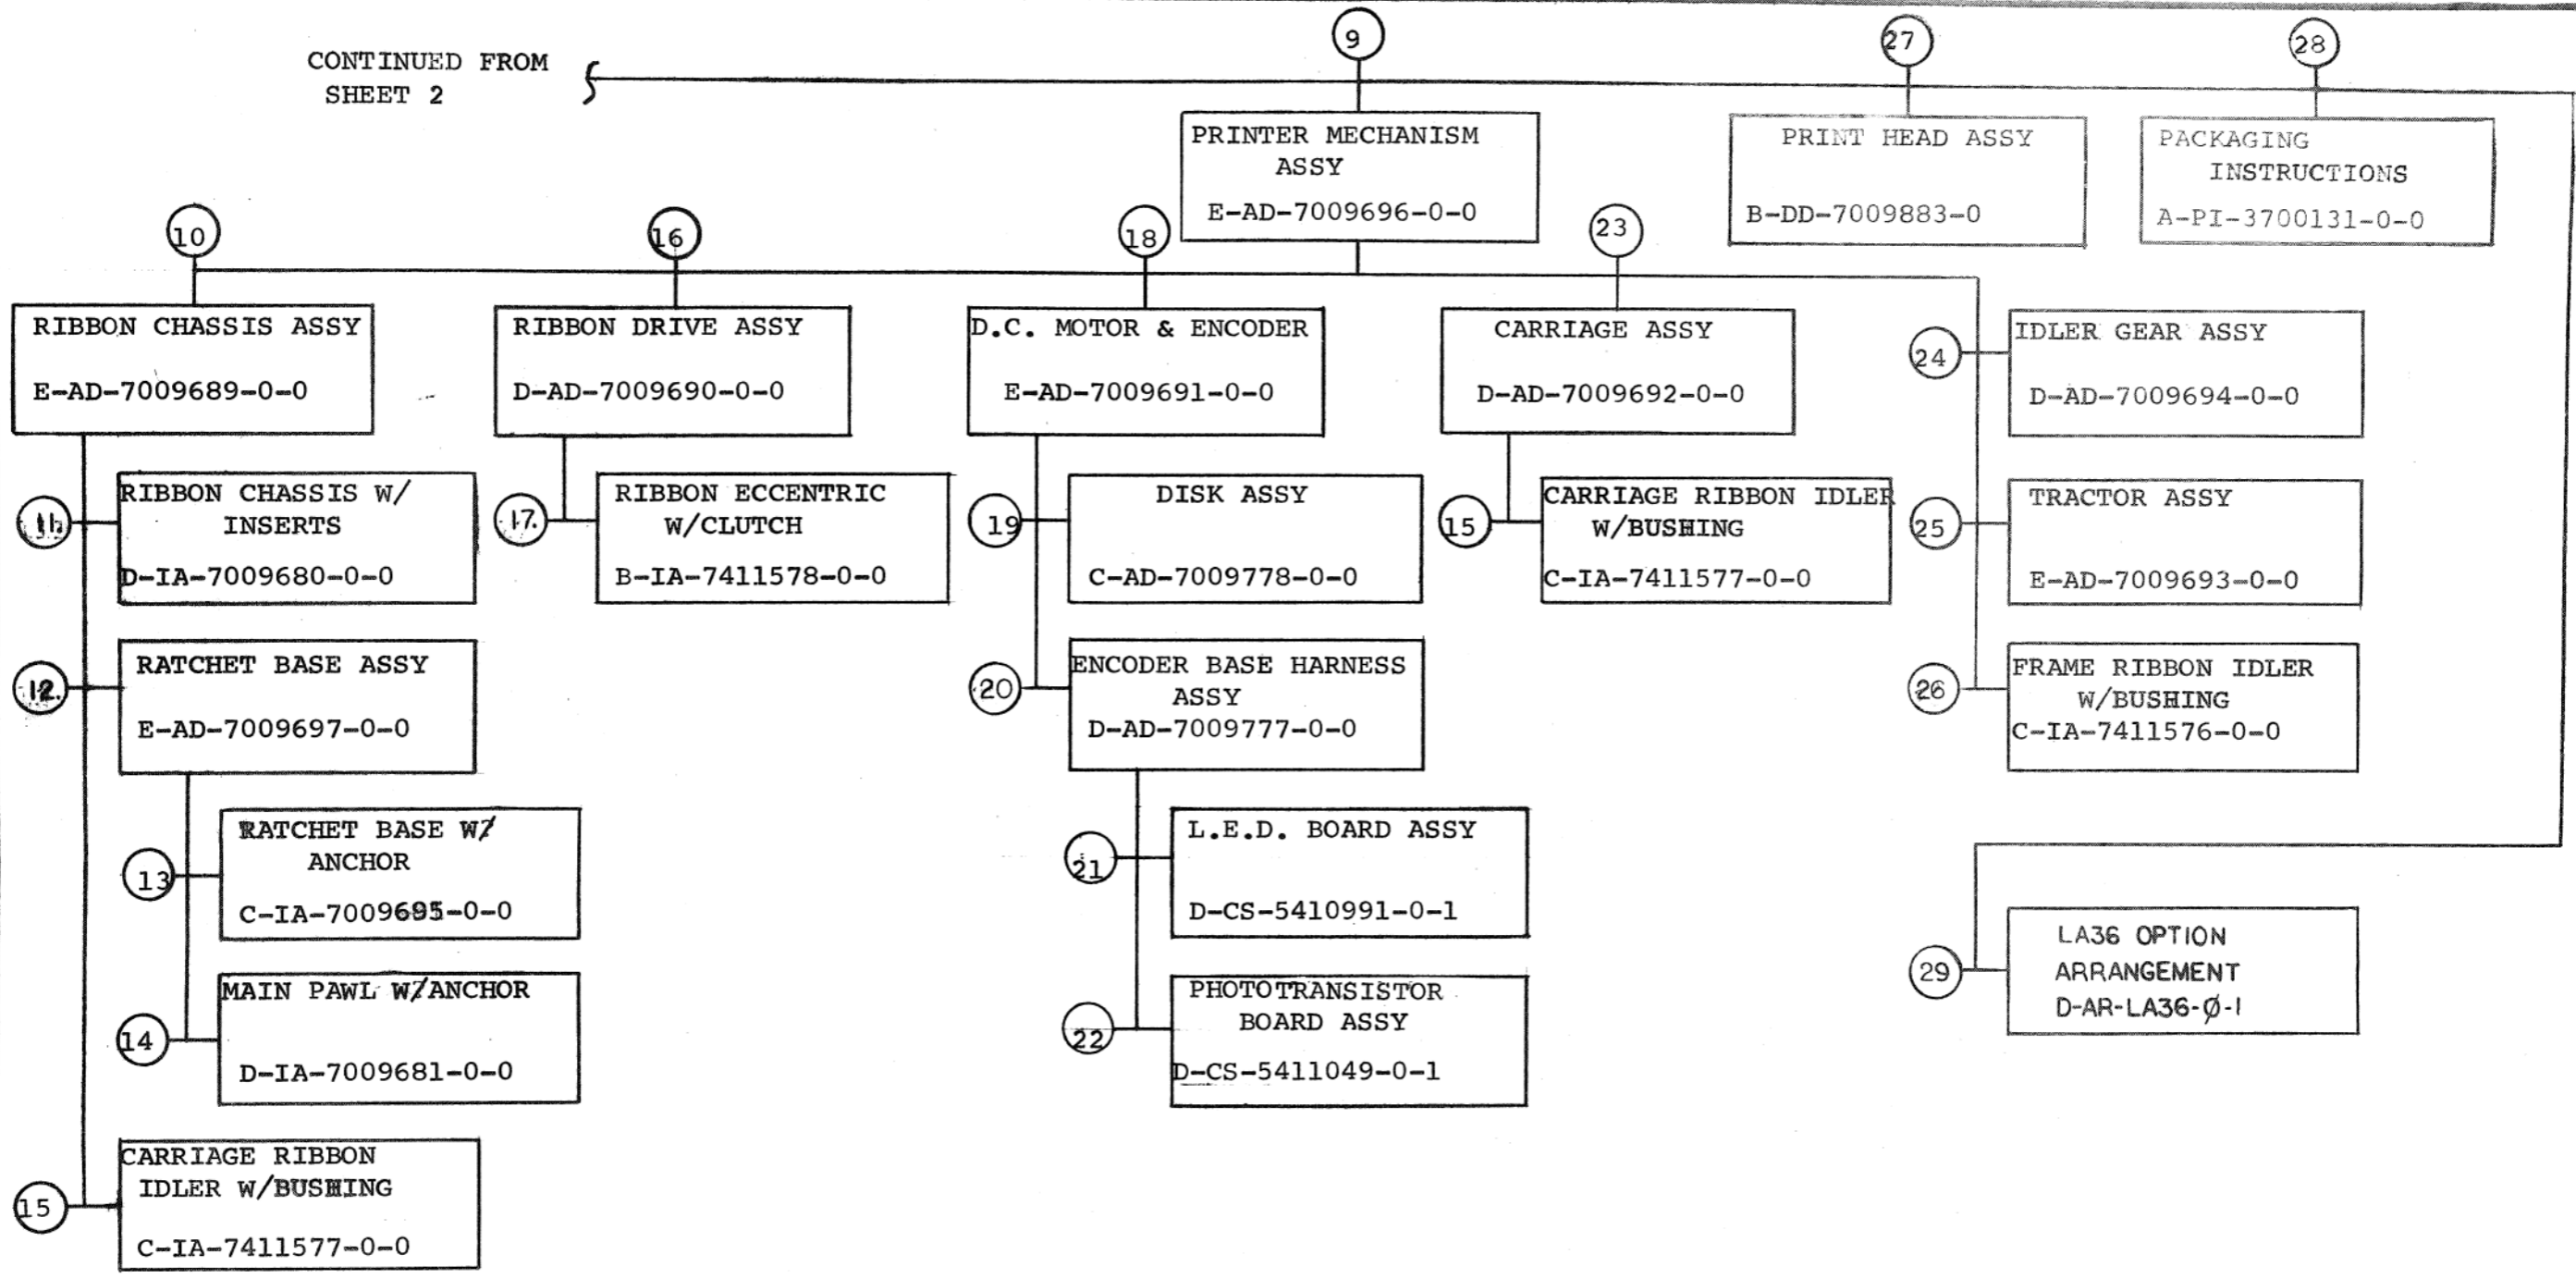 CONTINUED FROM
SHEET 2
9
PRINTER MECHANISM
ASSY
E-AD-7009696-0-0
27
PRINT HEAD ASSY
B-DD-7009883-0
28
PACKAGING
INSTRUCTIONS
A-PI-3700131-0-0
10
RIBBON CHASSIS ASSY
E-AD-7009689-0-0
11.
RIBBON CHASSIS W/
INSERTS
D-IA-7009680-0-0
12.
RATCHET BASE ASSY
E-AD-7009697-0-0
13
RATCHET BASE W/
ANCHOR
C-IA-7009695-0-0
14
MAIN PAWL W/ANCHOR
D-IA-7009681-0-0
15
CARRIAGE RIBBON
IDLER W/BUSHING
C-IA-7411577-0-0
16
RIBBON DRIVE ASSY
D-AD-7009690-0-0
17.
RIBBON ECCENTRIC
W/CLUTCH
B-IA-7411578-0-0
18
D.C. MOTOR & ENCODER
E-AD-7009691-0-0
19
DISK ASSY
C-AD-7009778-0-0
20
ENCODER BASE HARNESS
ASSY
D-AD-7009777-0-0
21
L.E.D. BOARD ASSY
D-CS-5410991-0-1
22
PHOTOTRANSISTOR
BOARD ASSY
D-CS-5411049-0-1
23
CARRIAGE ASSY
D-AD-7009692-0-0
15
CARRIAGE RIBBON IDLER
W/BUSHING
C-IA-7411577-0-0
24
IDLER GEAR ASSY
D-AD-7009694-0-0
25
TRACTOR ASSY
E-AD-7009693-0-0
26
FRAME RIBBON IDLER
W/BUSHING
C-IA-7411576-0-0
29
LA36 OPTION
ARRANGEMENT
D-AR-LA36-Ø-1